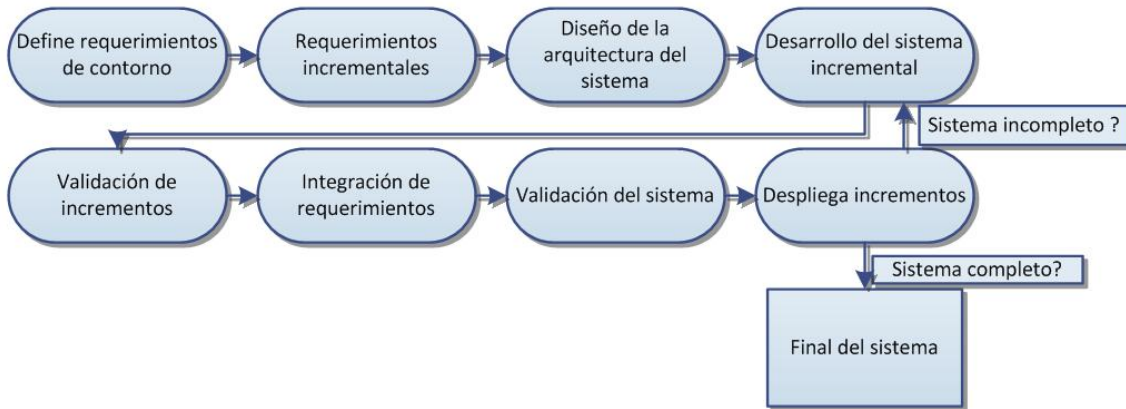 Define requerimientos
de contorno
Requerimientos
incrementales
Diseño de la
arquitectura del
sistema
Desarrollo del sistema
incremental
Sistema incompleto ?
Validación de
incrementos
Integración de
requerimientos
Validación del sistema
Despliega incrementos
Sistema completo?
Final del sistema